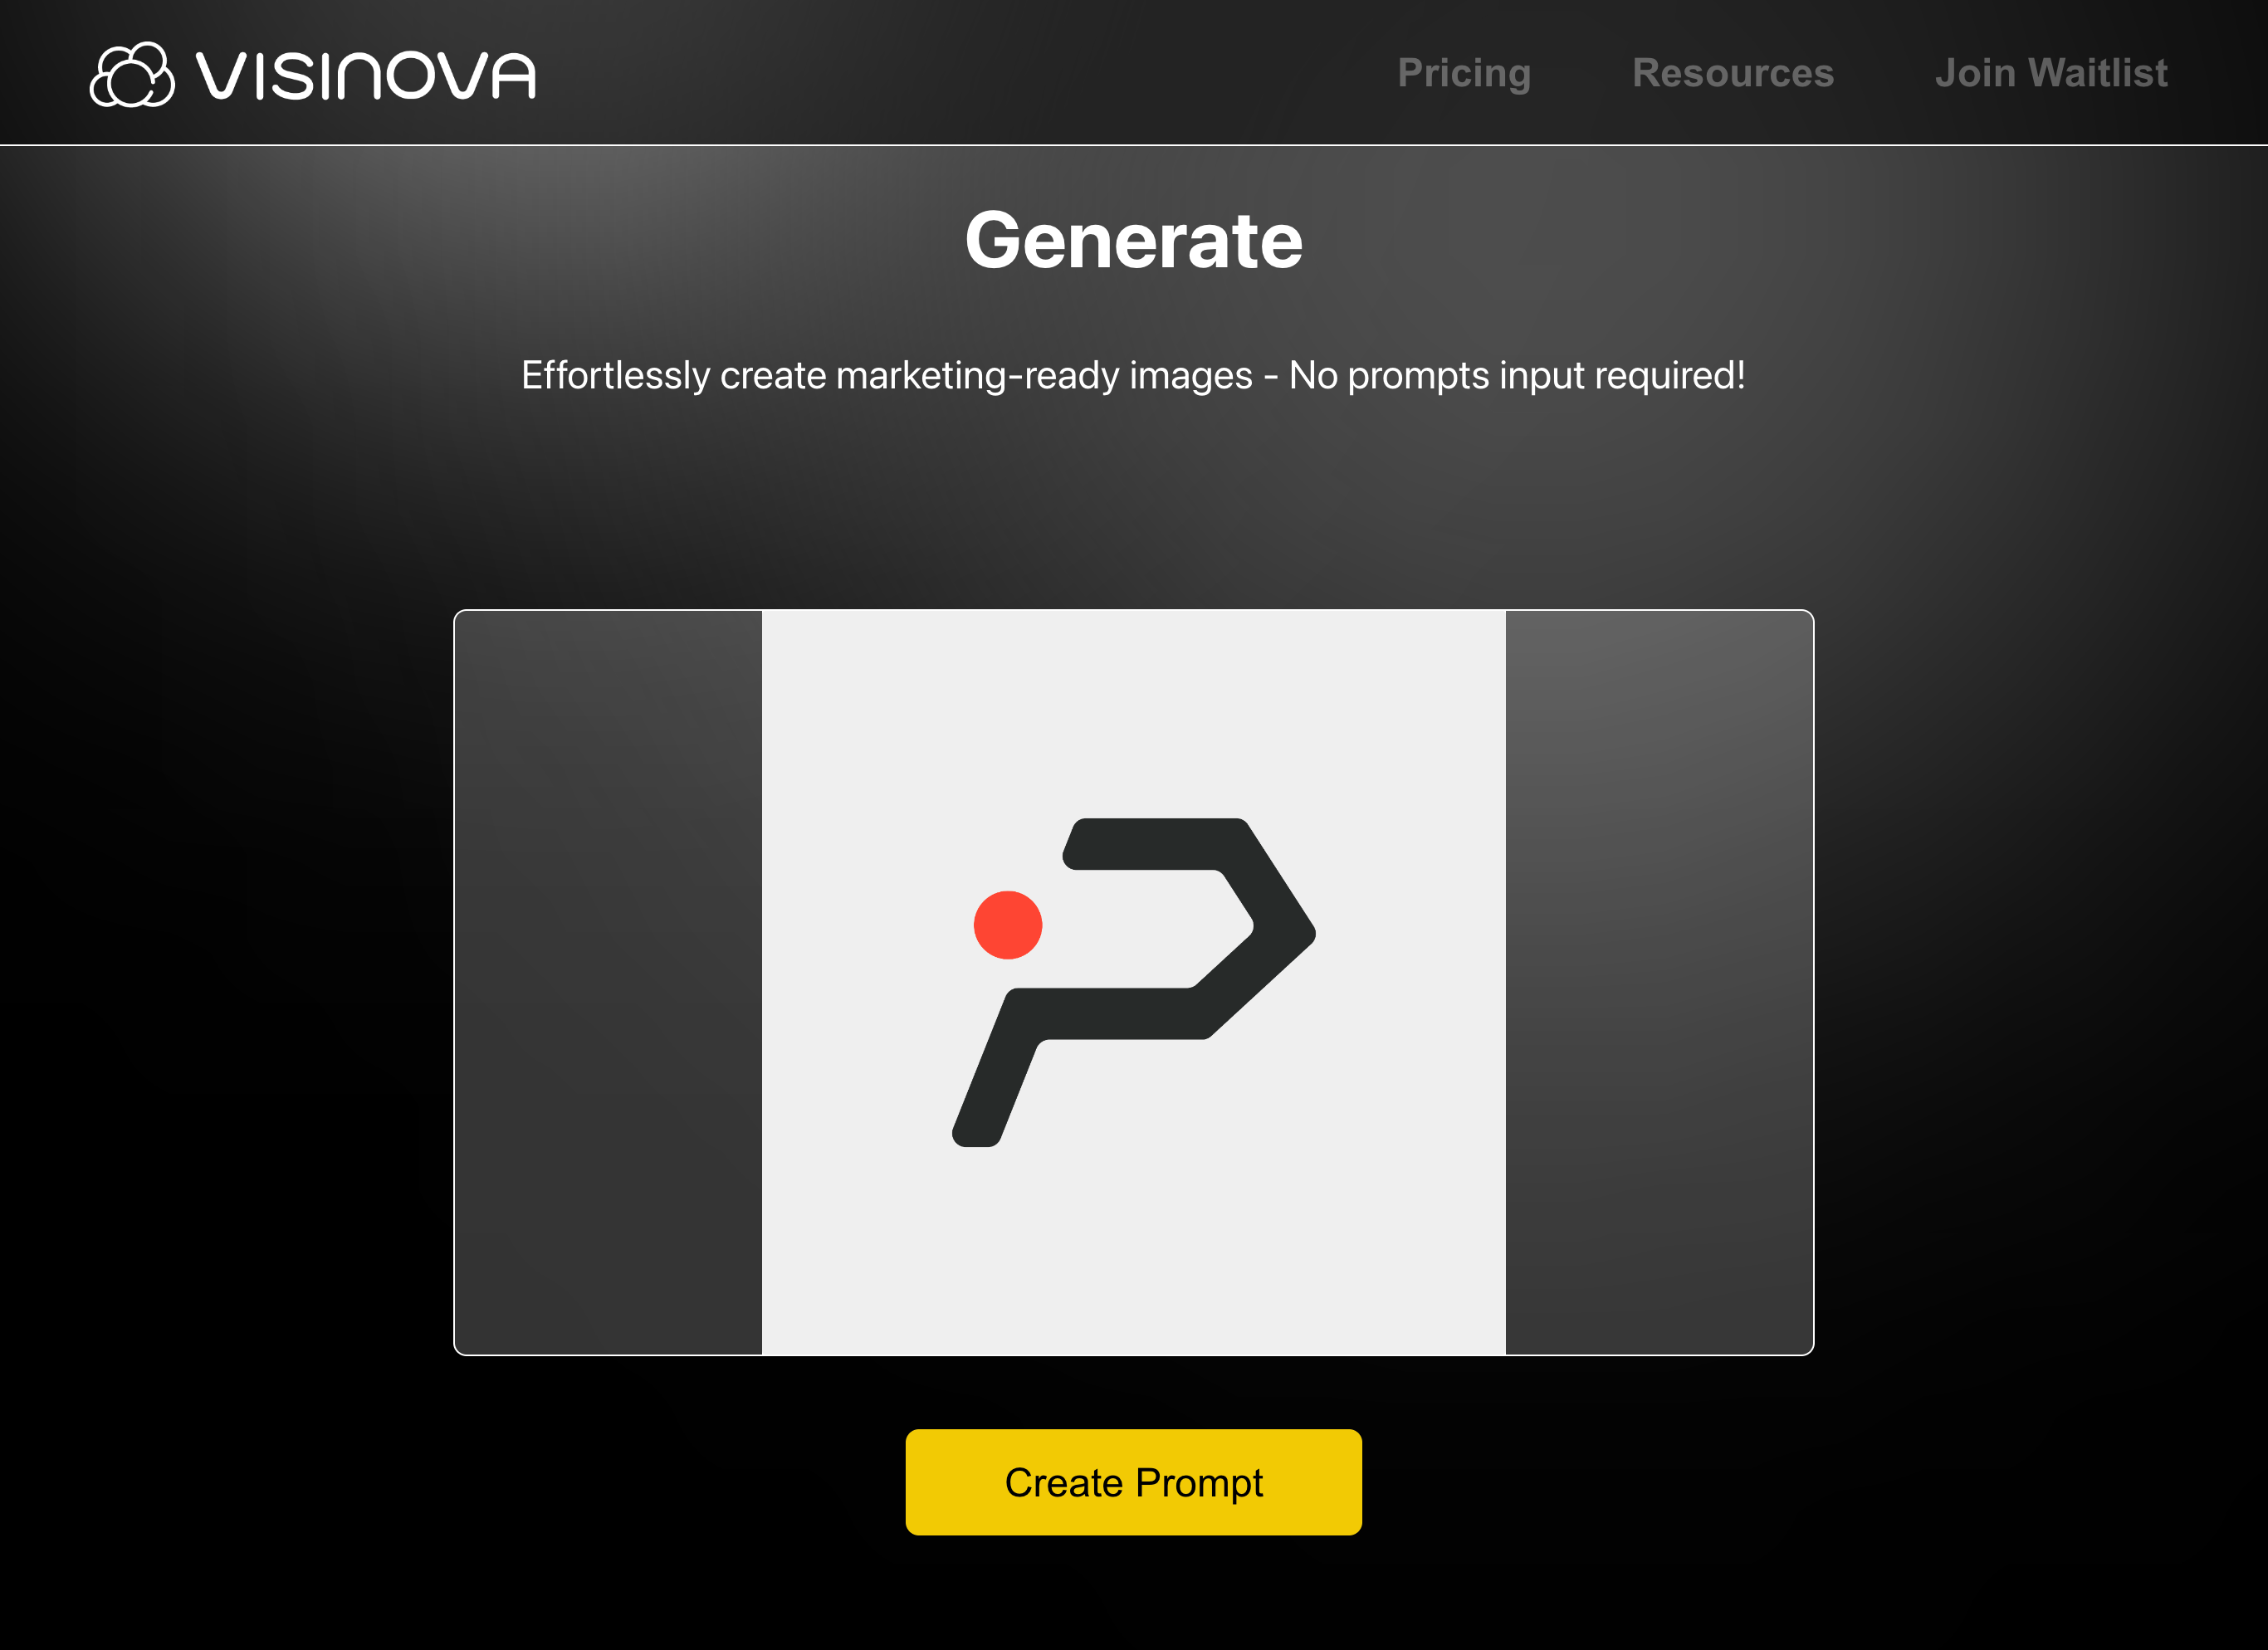 VISINOVA
Pricing
Resources
Join Waitlist
Generate
Effortlessly create marketing-ready images - No prompts input required!
Create Prompt